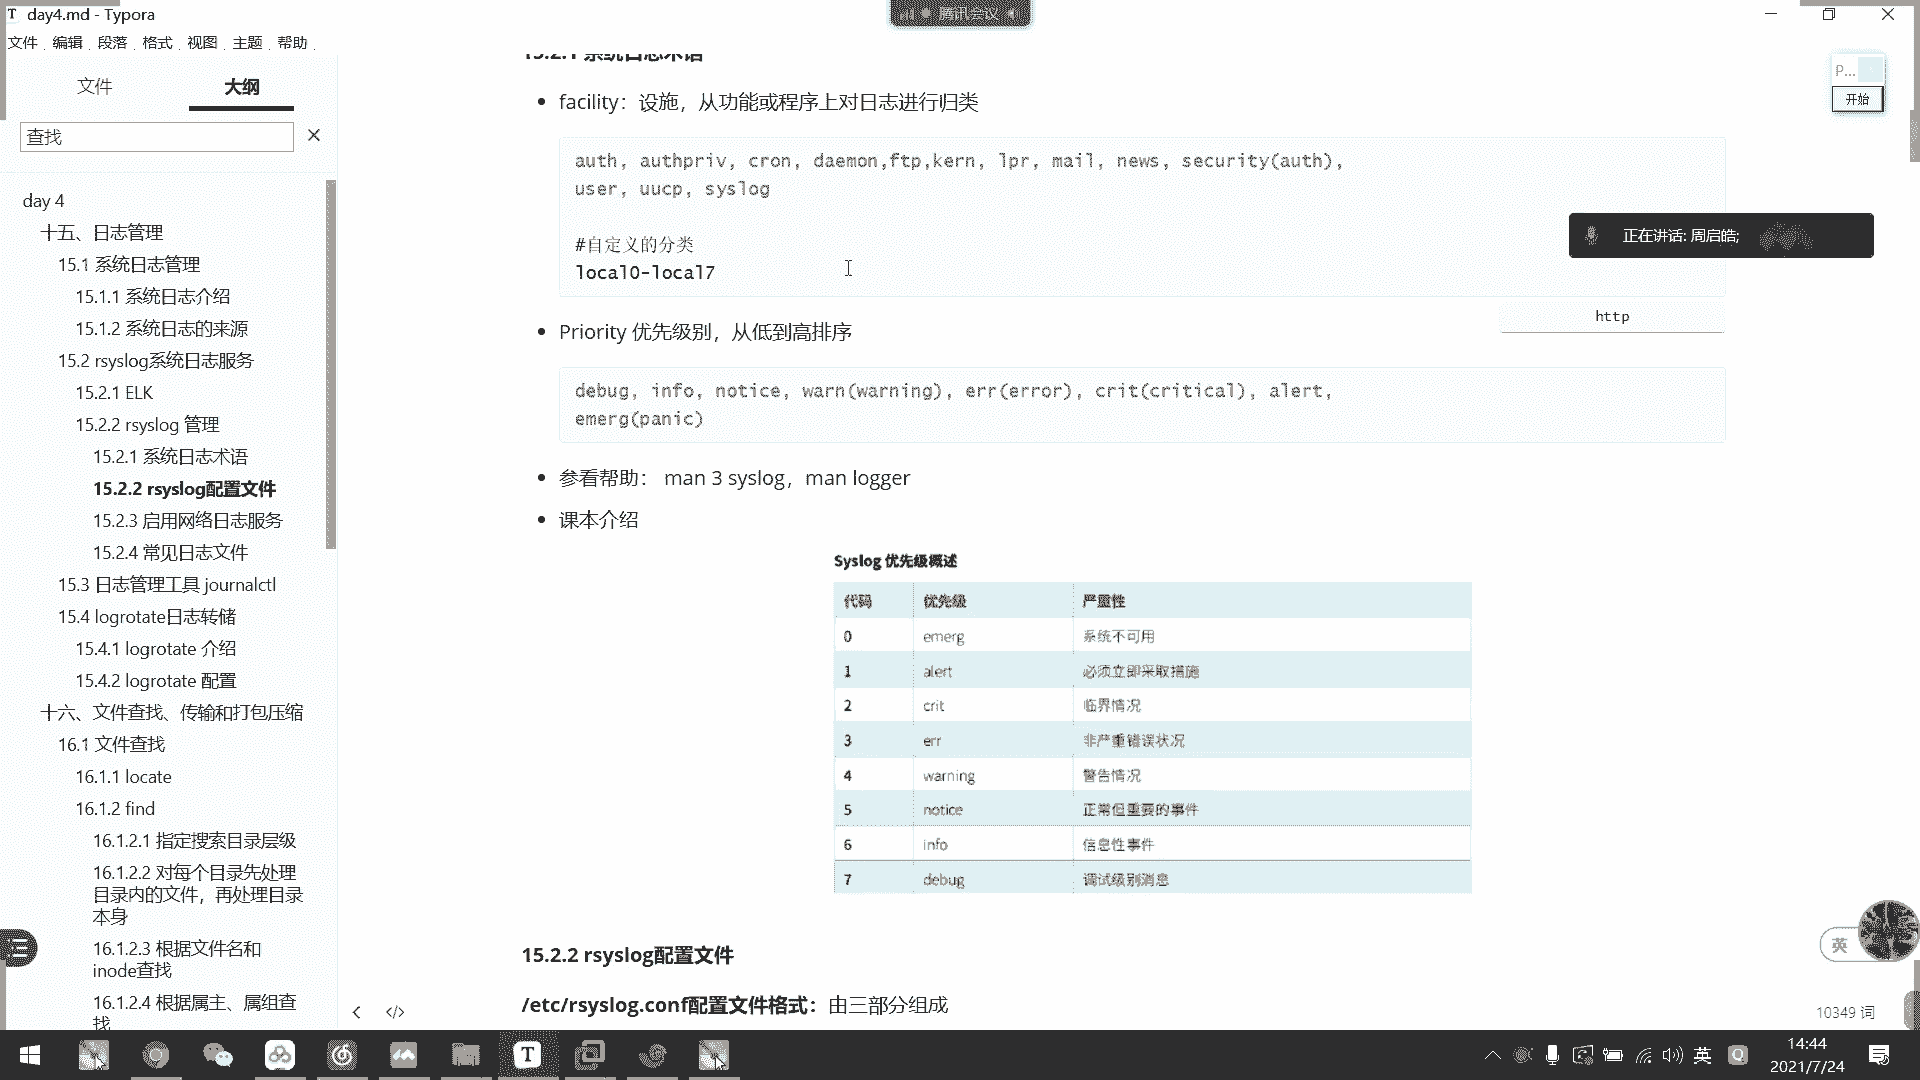 day4.md - Typora
腾讯会议
文件 编辑 段落 格式 视图 主题 帮助
文件 大纲
查找
day 4
十五、日志管理
15.1 系统日志管理
15.1.1 系统日志介绍
15.1.2 系统日志的来源
15.2 rsyslog系统日志服务
15.2.1 ELK
15.2.2 rsyslog 管理
15.2.1 系统日志术语
15.2.2 rsyslog配置文件
15.2.3 启用网络日志服务
15.2.4 常见日志文件
15.3 日志管理工具 journalctl
15.4 logrotate日志转储
15.4.1 logrotate 介绍
15.4.2 logrotate 配置
十六、文件查找、传输和打包压缩
16.1 文件查找
16.1.1 locate
16.1.2 find
16.1.2.1 指定搜索目录层级
16.1.2.2 对每个目录先处理
目录内的文件，再处理目录
本身
16.1.2.3 根据文件名和
inode查找
16.1.2.4 根据属主、属组查
找
15.2.1 系统日志术语
• facility：设施，从功能或程序上对日志进行归类
auth, authpriv, cron, daemon,ftp,kern, lpr, mail, news, security(auth),
user, uucp, syslog
#自定义的分类
local0-local7
http
• Priority 优先级别，从低到高排序
debug, info, notice, warn(warning), err(error), crit(critical), alert,
emerg(panic)
• 参看帮助： man 3 syslog，man logger
• 课本介绍
Syslog 优先级概述
代码 优先级 严重性
0 emerg 系统不可用
1 alert 必须立即采取措施
2 crit 临界情况
3 err 非严重错误状况
4 warning 警告情况
5 notice 正常但重要的事件
6 info 信息性事件
7 debug 调试级别消息
15.2.2 rsyslog配置文件
/etc/rsyslog.conf配置文件格式：由三部分组成
P...
开始
正在讲话: 周启皓;
英
10349 词
英
14:44
2021/7/24